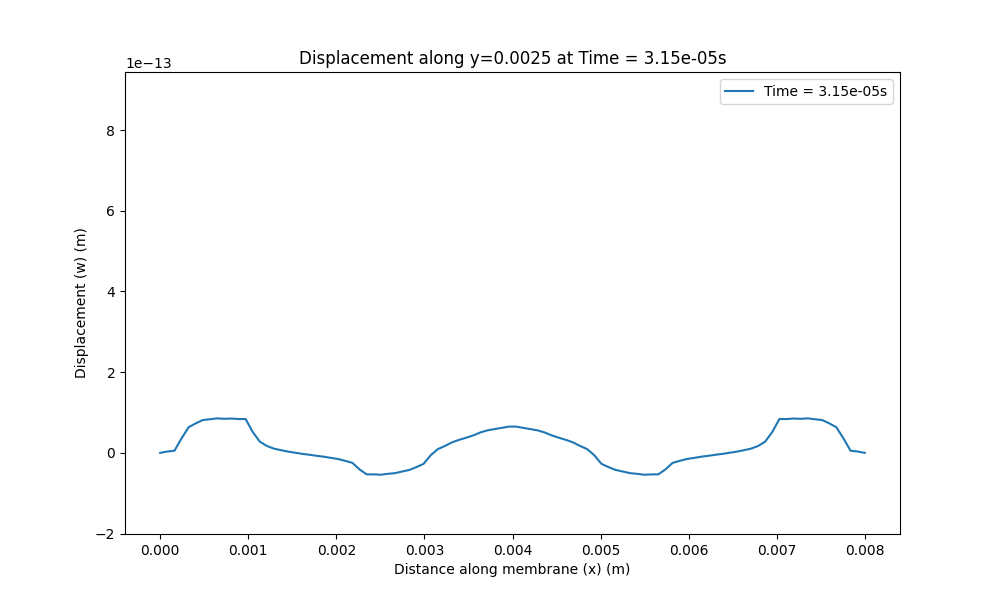 Displacement along y=0.0025 at Time = 3.15e-05s
1e−13
Time = 3.15e-05s
8
6
4
2
0
−2
Displacement (w) (m)
0.000 0.001 0.002 0.003 0.004 0.005 0.006 0.007 0.008
Distance along membrane (x) (m)